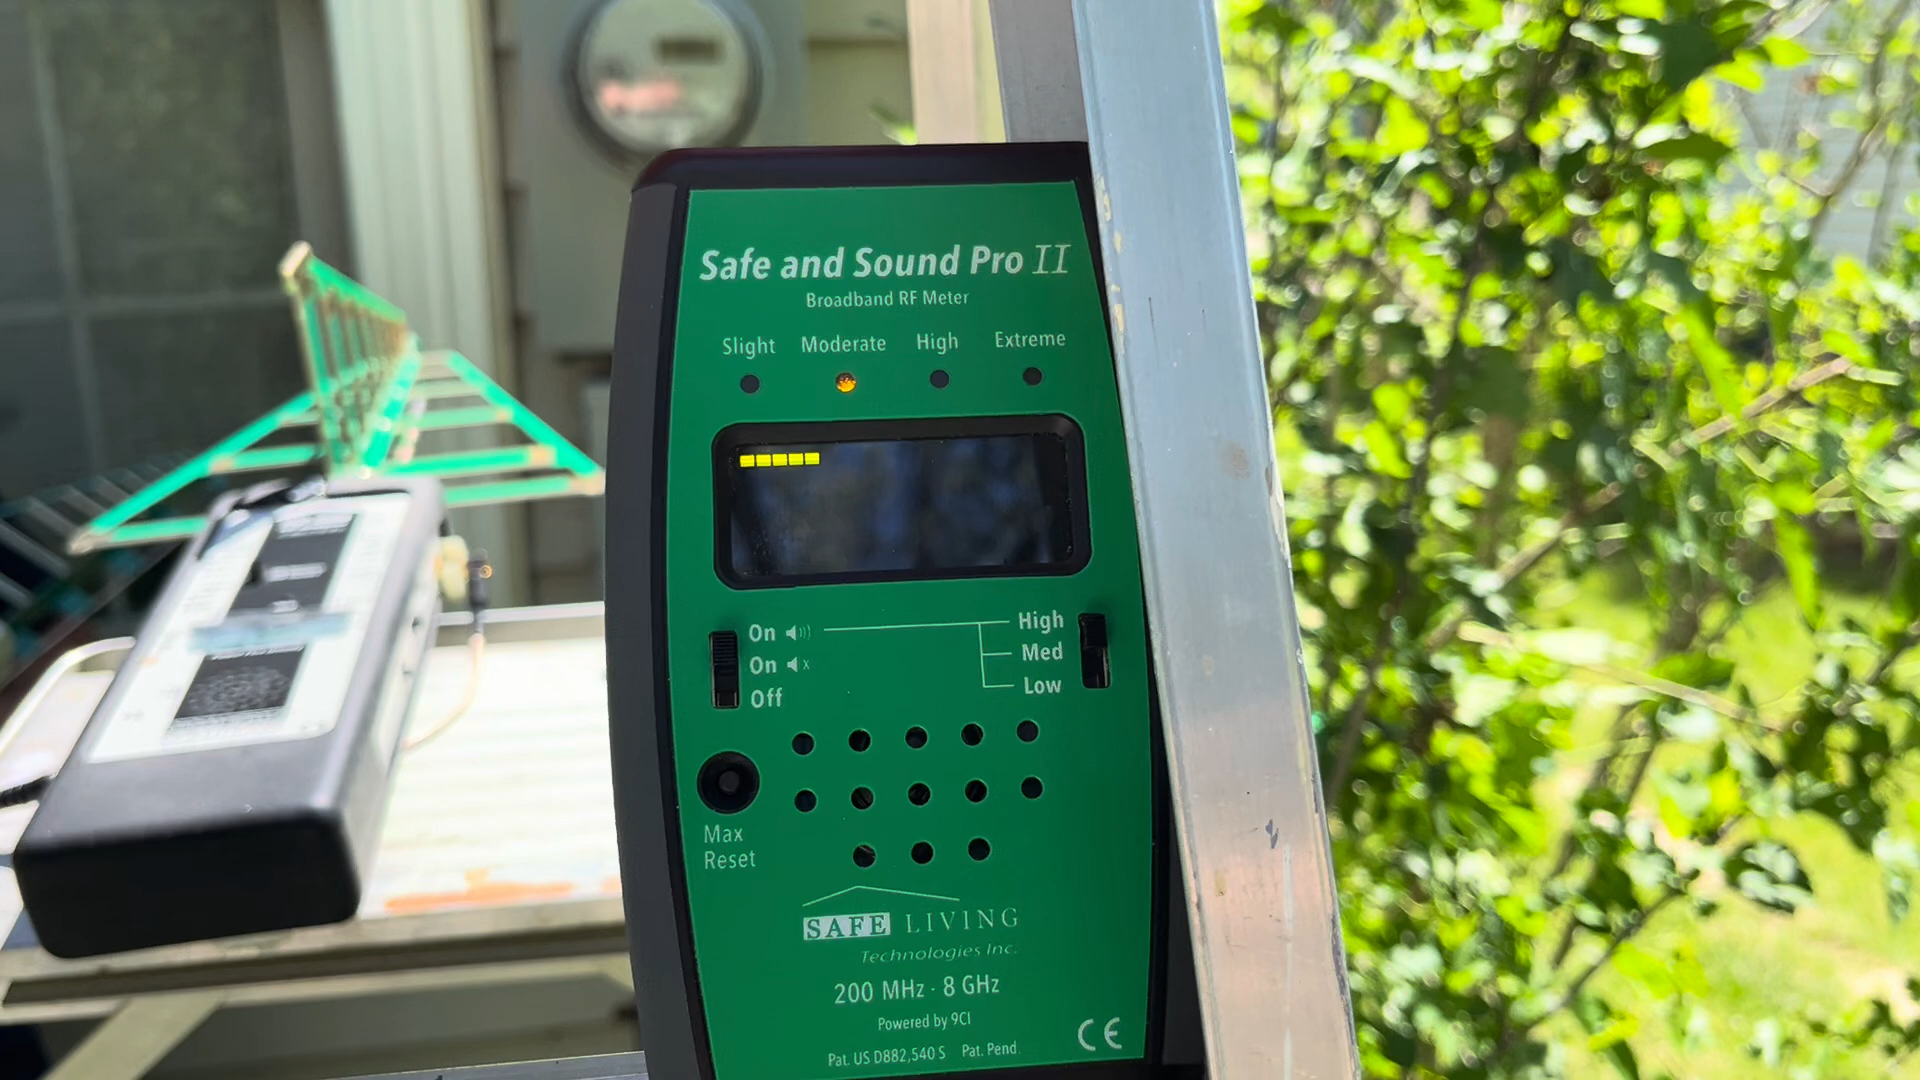 Safe and Sound Pro II
Broadband RF Meter
Slight Moderate High Extreme
On High
On Med
Off Low
Max
Reset
SAFE LIVING
Technologies Inc.
200 MHz - 8 GHz
Powered by 9CI
Pat. US D882,540 S Pat. Pend.
CE